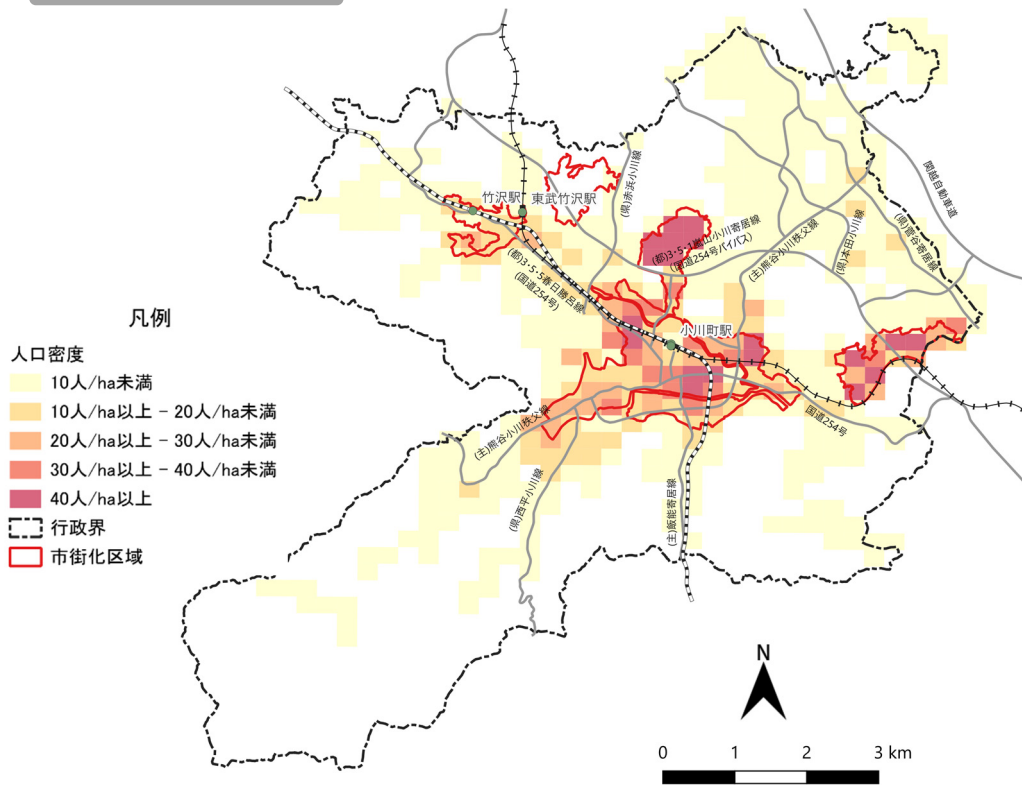 竹沢駅
東武竹沢駅
(県)赤浜小川線
関越自動車道
(都)3・5・1嵐山小川寄居線
(国道254号バイパス)
(主)熊谷小川秩父線
(県)本田小川線
(県)菅谷寄居線
(都)3・5・5春日勝呂線
(国道254号)
小川町駅
国道254号
(主)熊谷小川秩父線
(県)西平小川線
(主)飯能寄居線
凡例
人口密度
10人/ha未満
10人/ha以上 - 20人/ha未満
20人/ha以上 - 30人/ha未満
30人/ha以上 - 40人/ha未満
40人/ha以上
行政界
市街化区域
N
0 1 2 3 km